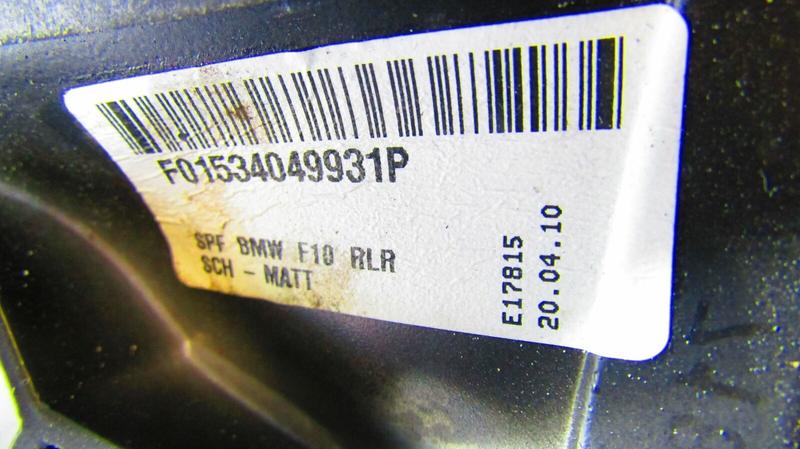 F01534049931P
SPF BMW F10 RLR
SCH - MATT
E17815
20.04.10